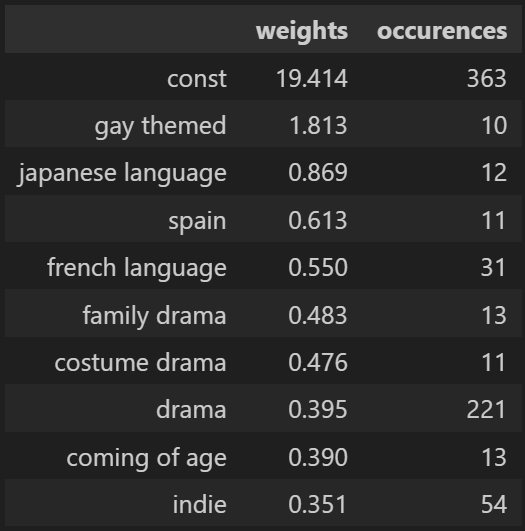 weights occurences
const 19.414 363
gay themed 1.813 10
japanese language 0.869 12
spain 0.613 11
french language 0.550 31
family drama 0.483 13
costume drama 0.476 11
drama 0.395 221
coming of age 0.390 13
indie 0.351 54